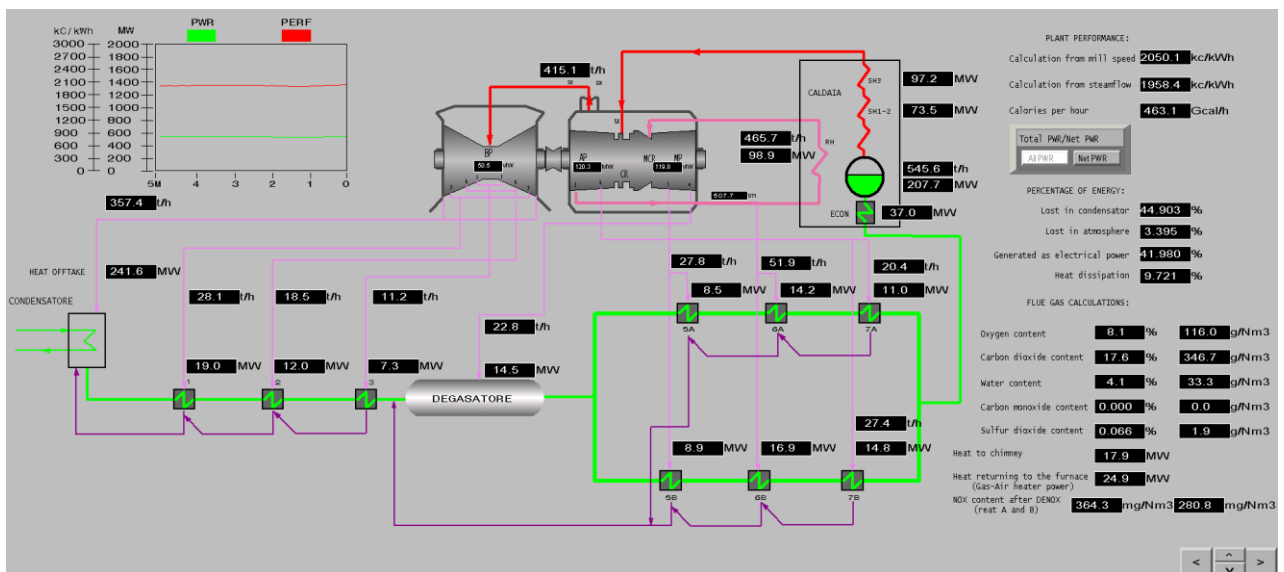 PWR PERF
kC/kWh MW
3000 2000
2700 1800
2400 1600
2100 1400
1800 1200
1500 1000
1200 800
900 600
600 400
300 200
0 0
5M 4 3 2 1 0
415.1 t/h
SX DX
SX
BP
50.5 MW
AP
120.3 MW
CR
MCR MP
119.8 MW
507.7 t/h
465.7 t/h
98.9 MW
RH
CALDAIA
SH3
SH1-2
ECON
97.2 MW
73.5 MW
545.6 t/h
207.7 MW
37.0 MW
357.4 t/h
HEAT OFFTAKE 241.6 MW
CONDENSATORE
28.1 t/h
18.5 t/h
11.2 t/h
19.0 MW
12.0 MW
7.3 MW
1 2 3
22.8 t/h
14.5 MW
DEGASATORE
27.8 t/h
51.9 t/h
20.4 t/h
8.5 MW
14.2 MW
11.0 MW
5A 6A 7A
27.4 t/h
8.9 MW
16.9 MW
14.8 MW
5B 6B 7B
PLANT PERFORMANCE:
Calculation from mill speed 2050.1 kc/kWh
Calculation from steamflow 1958.4 kc/kWh
Calories per hour 463.1 Gcal/h
Total PWR/Net PWR
All PWR Net PWR
PERCENTAGE OF ENERGY:
Lost in condensator 44.903 %
Lost in atmosphere 3.395 %
Generated as electrical power 41.980 %
Heat dissipation 9.721 %
FLUE GAS CALCULATIONS:
Oxygen content 8.1 % 116.0 g/Nm3
Carbon dioxide content 17.6 % 346.7 g/Nm3
Water content 4.1 % 33.3 g/Nm3
Carbon monoxide content 0.000 % 0.0 g/Nm3
Sulfur dioxide content 0.066 % 1.9 g/Nm3
Heat to chimney 17.9 MW
Heat returning to the furnace 24.9 MW
(Gas-Air heater power)
NOX content after DENOX 364.3 mg/Nm3 280.8 mg/Nm3
(reat A and B)